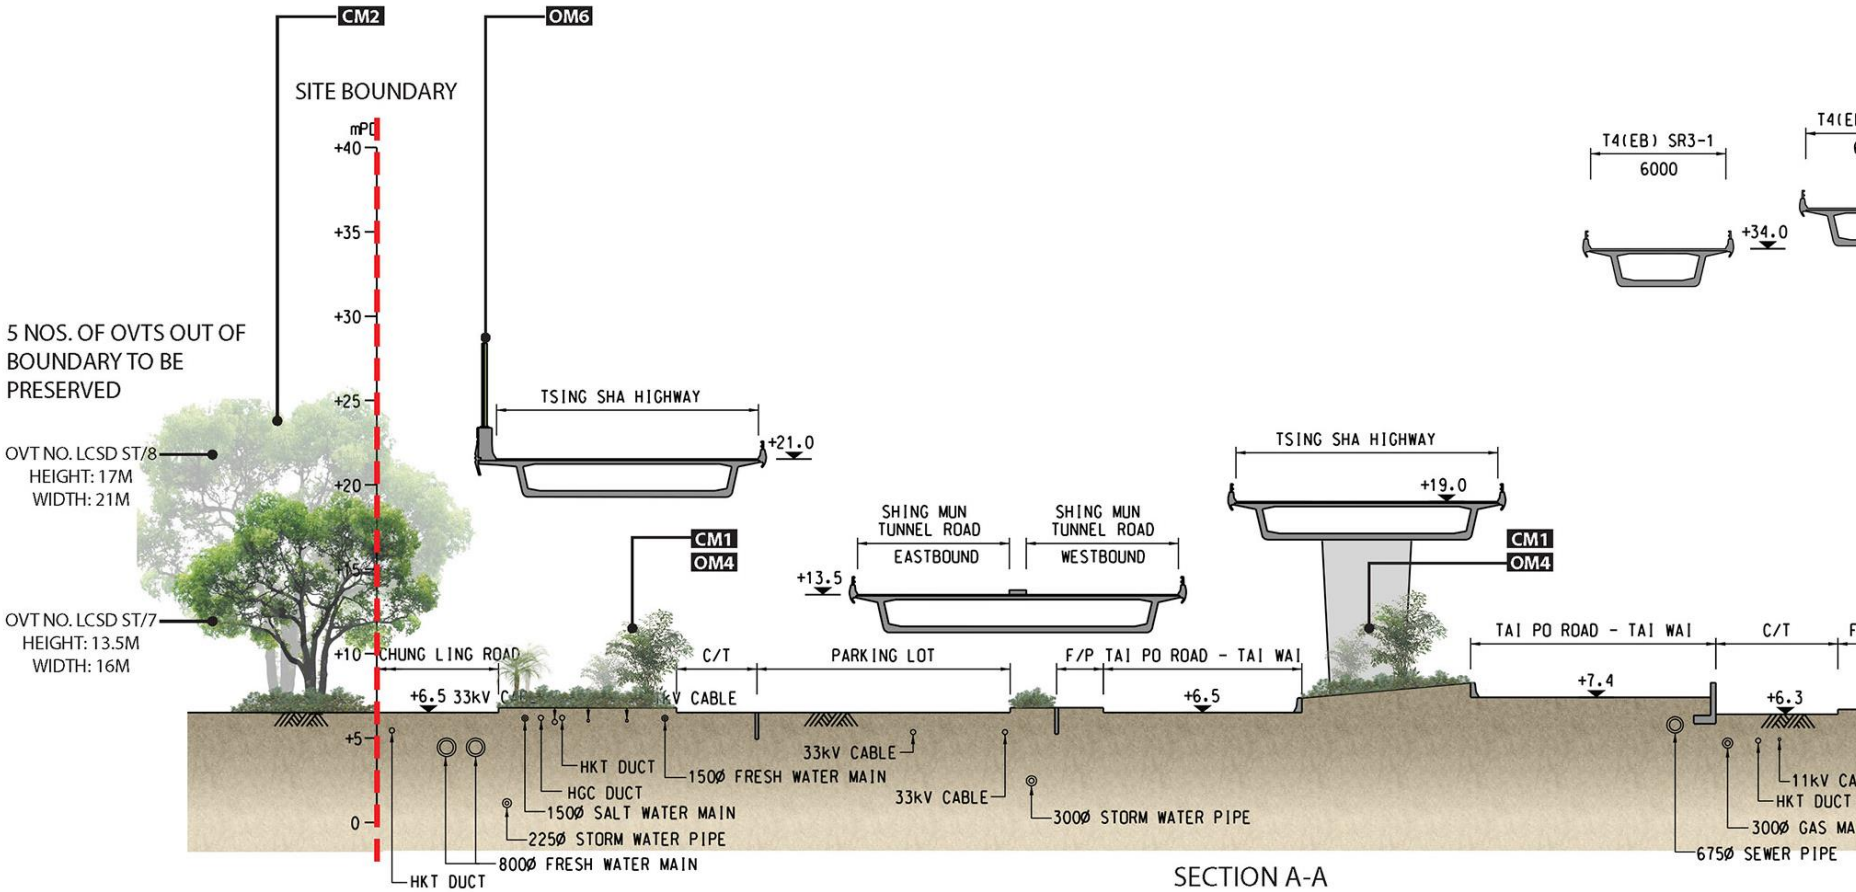 CM2
OM6
SITE BOUNDARY
mPD
+40
+35
+30
+25
+20
+15
+10
+5
0
5 NOS. OF OVTS OUT OF
BOUNDARY TO BE
PRESERVED
OVT NO. LCSD ST/8
HEIGHT: 17M
WIDTH: 21M
OVT NO. LCSD ST/7
HEIGHT: 13.5M
WIDTH: 16M
TSING SHA HIGHWAY
+21.0
CM1
OM4
SHING MUN
TUNNEL ROAD
EASTBOUND
SHING MUN
TUNNEL ROAD
WESTBOUND
+13.5
TSING SHA HIGHWAY
+19.0
CM1
OM4
T4(EB) SR3-1
6000
+34.0
CHUNG LING ROAD
C/T
PARKING LOT
F/P
TAI PO ROAD - TAI WAI
TAI PO ROAD - TAI WAI
C/T
+6.5
33kV
CABLE
+6.5
+7.4
+6.3
HKT DUCT
HGC DUCT
150Ø SALT WATER MAIN
225Ø STORM WATER PIPE
800Ø FRESH WATER MAIN
HKT DUCT
150Ø FRESH WATER MAIN
33kV CABLE
33kV CABLE
300Ø STORM WATER PIPE
11kV CA
HKT DUCT
300Ø GAS MA
675Ø SEWER PIPE
SECTION A-A